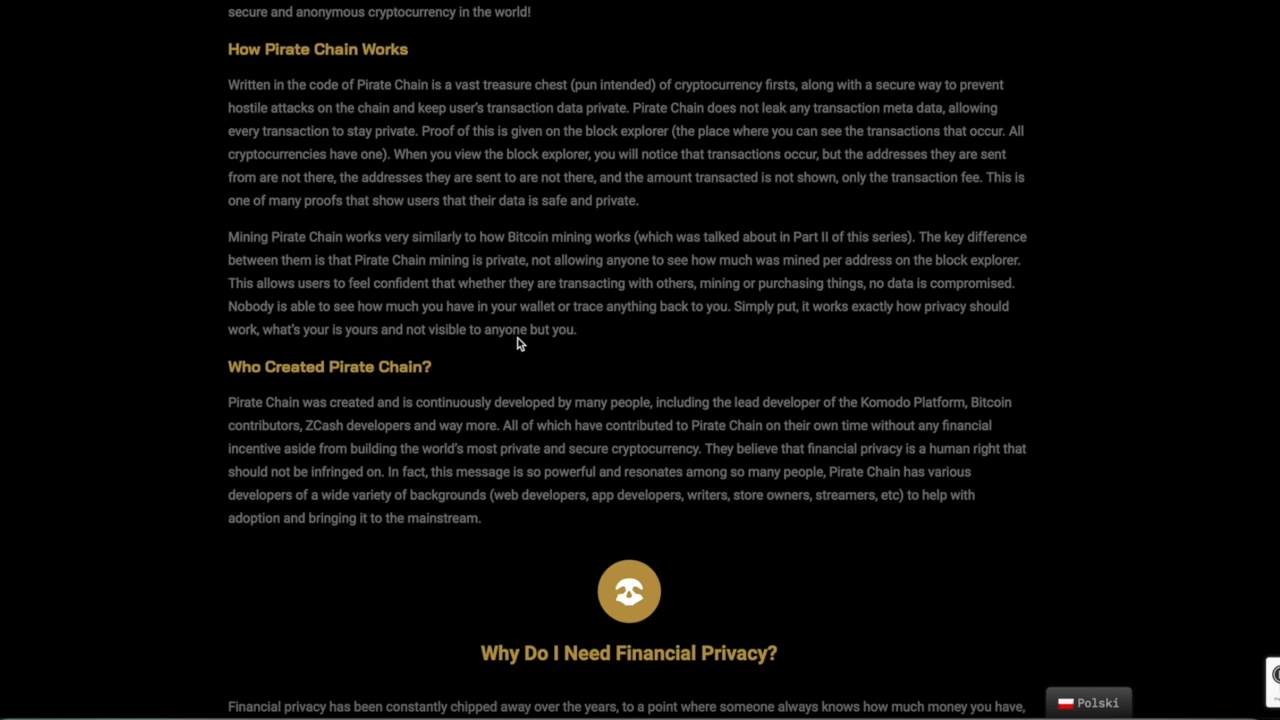 secure and anonymous cryptocurrency in the world!
How Pirate Chain Works
Written in the code of Pirate Chain is a vast treasure chest (pun intended) of cryptocurrency firsts, along with a secure way to prevent
hostile attacks on the chain and keep user's transaction data private. Pirate Chain does not leak any transaction meta data, allowing
every transaction to stay private. Proof of this is given on the block explorer (the place where you can see the transactions that occur. All
cryptocurrencies have one). When you view the block explorer, you will notice that transactions occur, but the addresses they are sent
from are not there, the addresses they are sent to are not there, and the amount transacted is not shown, only the transaction fee. This is
one of many proofs that show users that their data is safe and private.
Mining Pirate Chain works very similarly to how Bitcoin mining works (which was talked about in Part II of this series). The key difference
between them is that Pirate Chain mining is private, not allowing anyone to see how much was mined per address on the block explorer.
This allows users to feel confident that whether they are transacting with others, mining or purchasing things, no data is compromised.
Nobody is able to see how much you have in your wallet or trace anything back to you. Simply put, it works exactly how privacy should
work, what's your is yours and not visible to anyone but you.
Who Created Pirate Chain?
Pirate Chain was created and is continuously developed by many people, including the lead developer of the Komodo Platform, Bitcoin
contributors, ZCash developers and way more. All of which have contributed to Pirate Chain on their own time without any financial
incentive aside from building the world's most private and secure cryptocurrency. They believe that financial privacy is a human right that
should not be infringed on. In fact, this message is so powerful and resonates among so many people, Pirate Chain has various
developers of a wide variety of backgrounds (web developers, app developers, writers, store owners, streamers, etc) to help with
adoption and bringing it to the mainstream.
Why Do I Need Financial Privacy?
Financial privacy has been constantly chipped away over the years, to a point where someone always knows how much money you have,
Polski